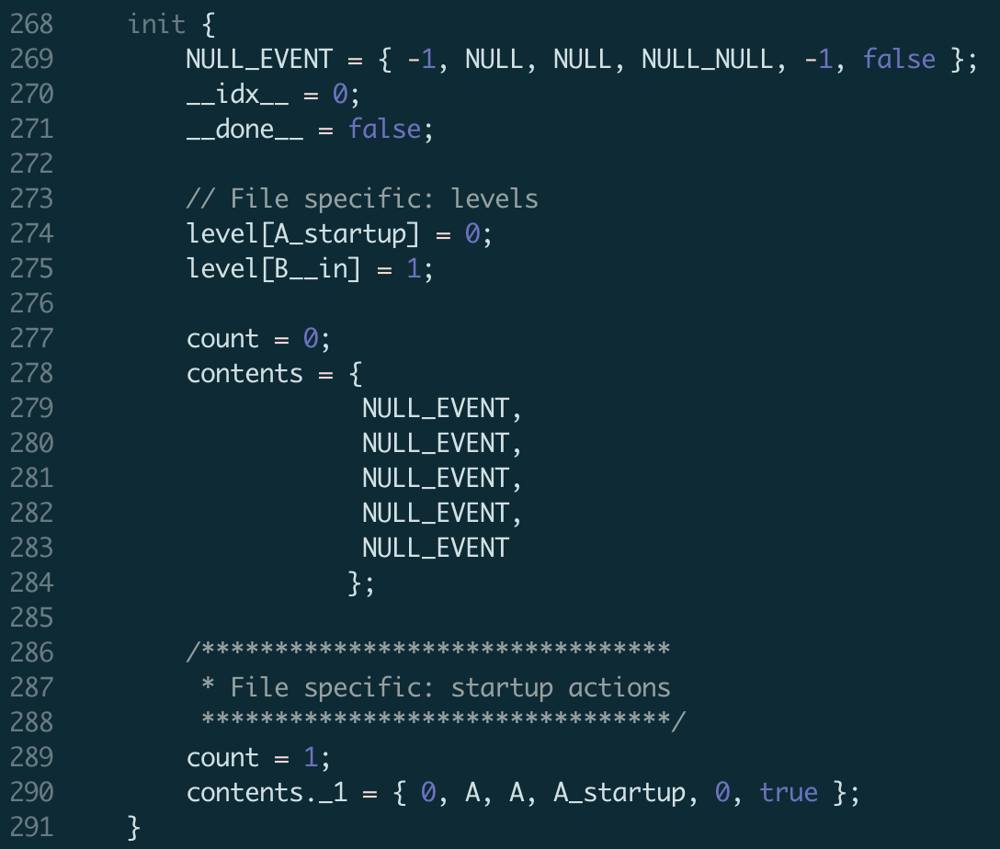 268     init {
269         NULL_EVENT = { -1, NULL, NULL, NULL_NULL, -1, false };
270         __idx__ = 0;
271         __done__ = false;
272
273         // File specific: levels
274         level[A_startup] = 0;
275         level[B__in] = 1;
276
277         count = 0;
278         contents = {
279                     NULL_EVENT,
280                     NULL_EVENT,
281                     NULL_EVENT,
282                     NULL_EVENT,
283                     NULL_EVENT
284                    };
285
286         /********************************
287          * File specific: startup actions
288          ********************************/
289         count = 1;
290         contents._1 = { 0, A, A, A_startup, 0, true };
291     }